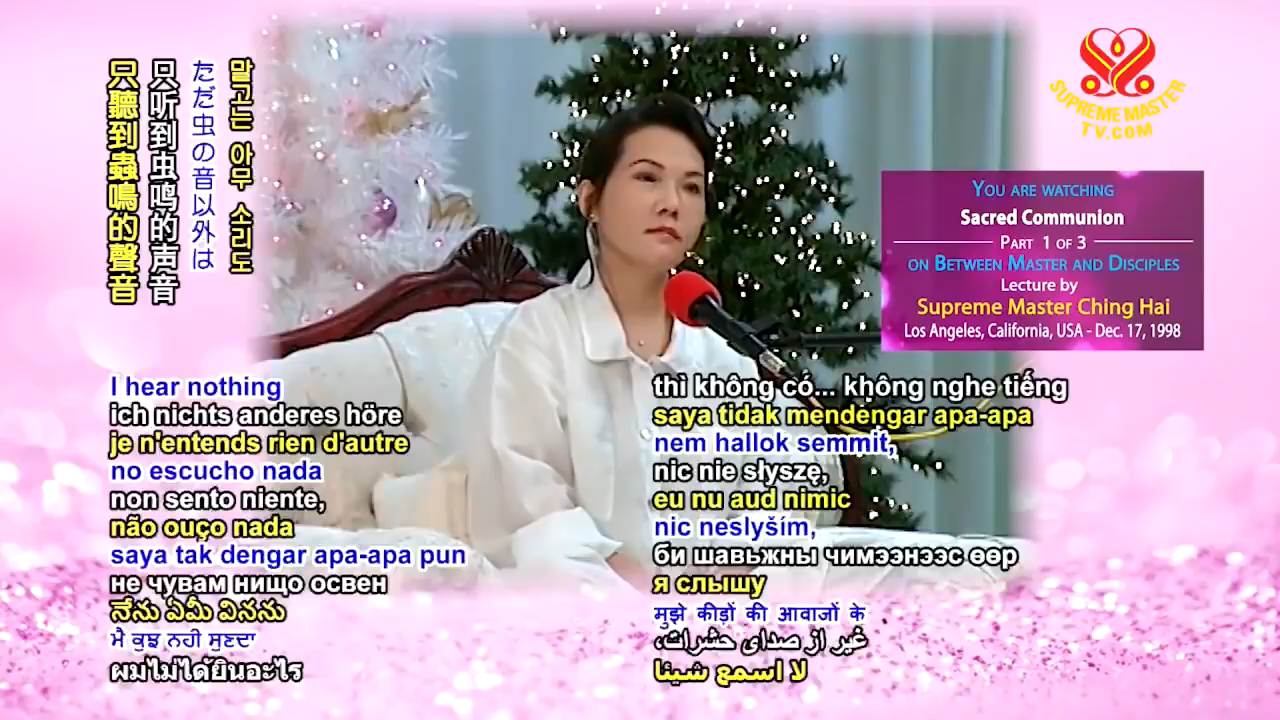 말고는 아무 소리도
ただ虫の音以外は
只听到虫鸣的声音
只聽到蟲鳴的聲音
SUPREME MASTER
TV.COM
YOU ARE WATCHING
Sacred Communion
PART 1 OF 3
ON BETWEEN MASTER AND DISCIPLES
Lecture by
Supreme Master Ching Hai
Los Angeles, California, USA - Dec. 17, 1998
I hear nothing
ich nichts anderes höre
je n'entends rien d'autre
no escucho nada
non sento niente,
não ouço nada
saya tak dengar apa-apa pun
не чувам нищо освен
నేను ఏమీ వినను
ਮੈ ਕੁਝ ਨਹੀ ਸੁਣਦਾ
ผมไม่ได้ยินอะไร
thì không có... không nghe tiếng
saya tidak mendengar apa-apa
nem hallok semmit,
nic nie słyszę,
eu nu aud nimic
nic neslyším,
би шавьжны чимээнээс өөр
я слышу
मुझे कीड़ों की आवाजों के
غیر از صدای حشرات،
لا اسمع شيئا